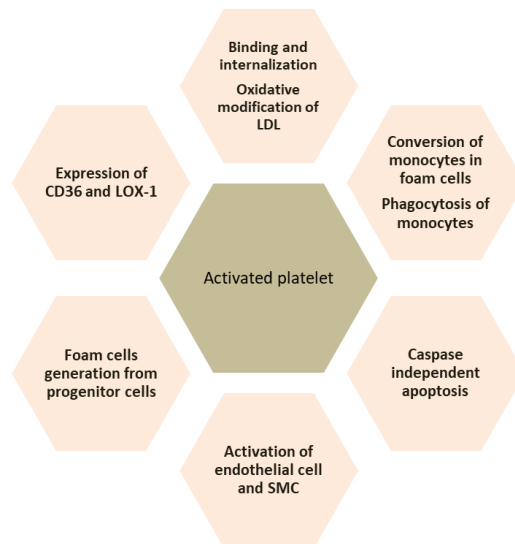 Binding and
internalization
Oxidative
modification of
LDL
Expression of
CD36 and LOX-1
Conversion of
monocytes in
foam cells
Phagocytosis of
monocytes
Activated platelet
Foam cells
generation from
progenitor cells
Caspase
independent
apoptosis
Activation of
endothelial cell
and SMC